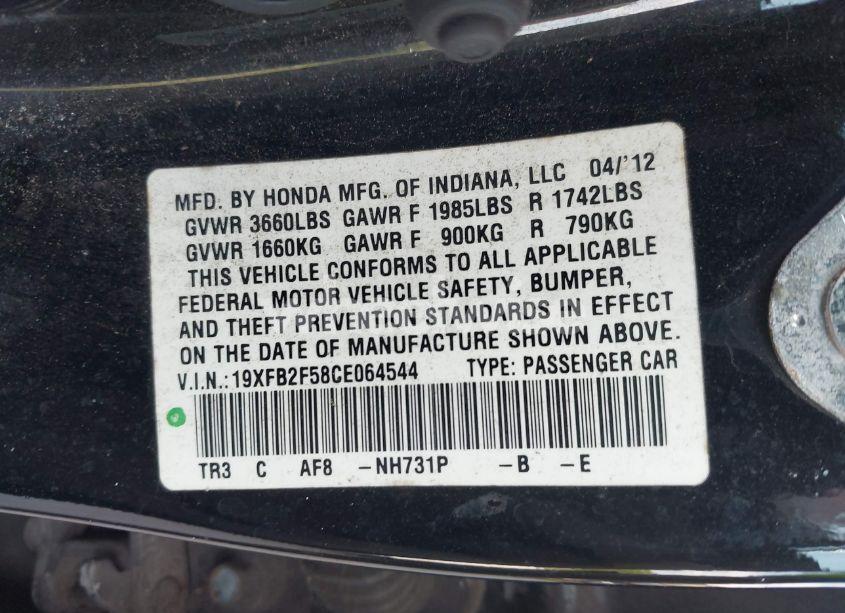 MFD. BY HONDA MFG. OF INDIANA, LLC 04/'12
GVWR 3660LBS GAWR F 1985LBS R 1742LBS
GVWR 1660KG GAWR F 900KG R 790KG
THIS VEHICLE CONFORMS TO ALL APPLICABLE
FEDERAL MOTOR VEHICLE SAFETY, BUMPER,
AND THEFT PREVENTION STANDARDS IN EFFECT
ON THE DATE OF MANUFACTURE SHOWN ABOVE.
V.I.N.:19XFB2F58CE064544 TYPE: PASSENGER CAR
TR3 C AF8 -NH731P -B -E